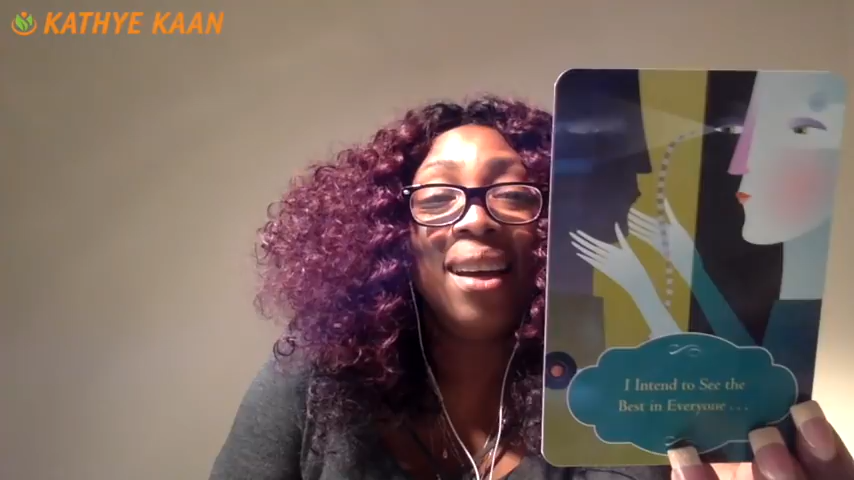 KATHYE KAAN
I Intend to See the
Best in Everyone . . .